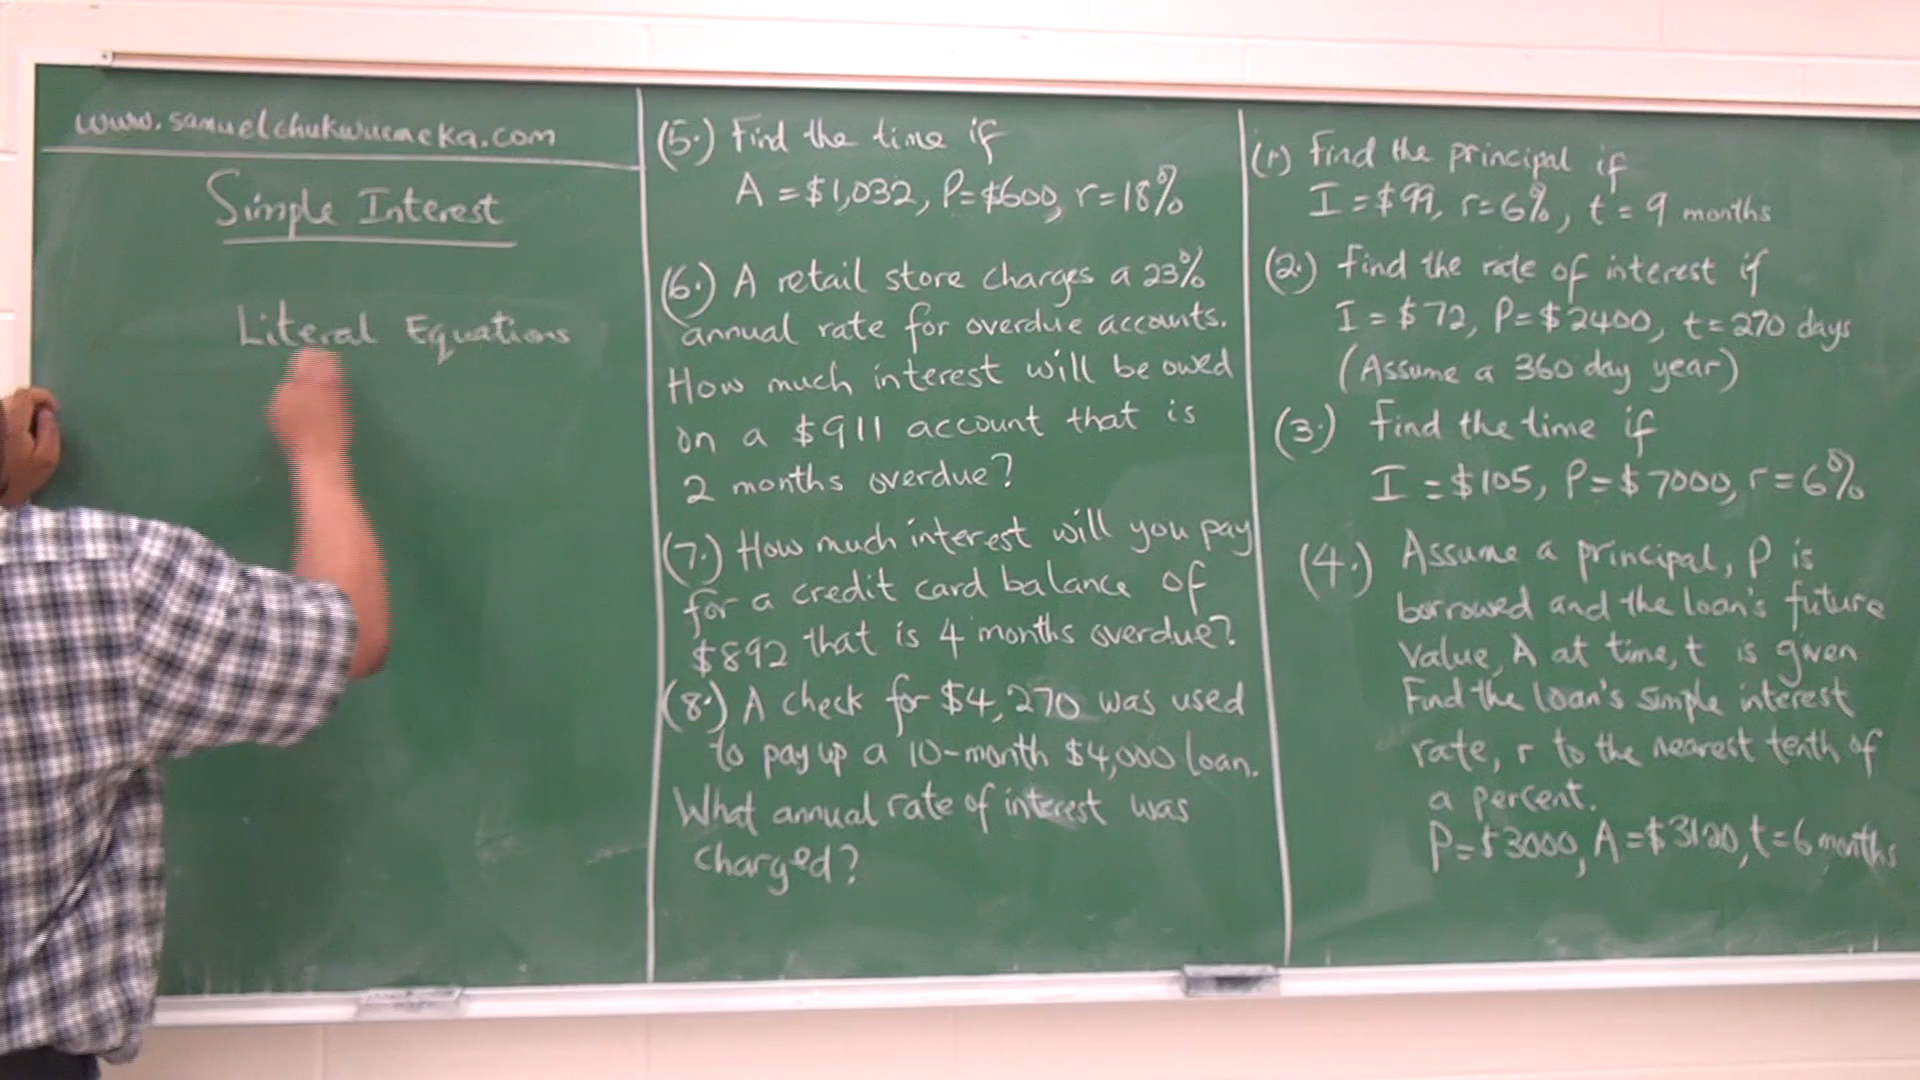 www.samuelchukwuemeka.com
Simple Interest
Literal Equations
(5.) Find the time if
A = $1,032, P=$600, r=18%
(6.) A retail store charges a 23%
annual rate for overdue accounts.
How much interest will be owed
on a $911 account that is
2 months overdue?
(7.) How much interest will you pay
for a credit card balance of
$892 that is 4 months overdue?
(8.) A check for $4,270 was used
to pay up a 10-month $4,000 loan.
What annual rate of interest was
charged?
(1.) Find the principal if
I = $99, r=6%, t = 9 months
(2.) Find the rate of interest if
I = $72, P=$2400, t=270 days
(Assume a 360 day year)
(3.) Find the time if
I = $105, P=$7000, r=6%
(4.) Assume a principal, P is
borrowed and the loan's future
value, A at time, t is given
Find the loan's simple interest
rate, r to the nearest tenth of
a percent.
P=$3000, A=$3120, t=6 months